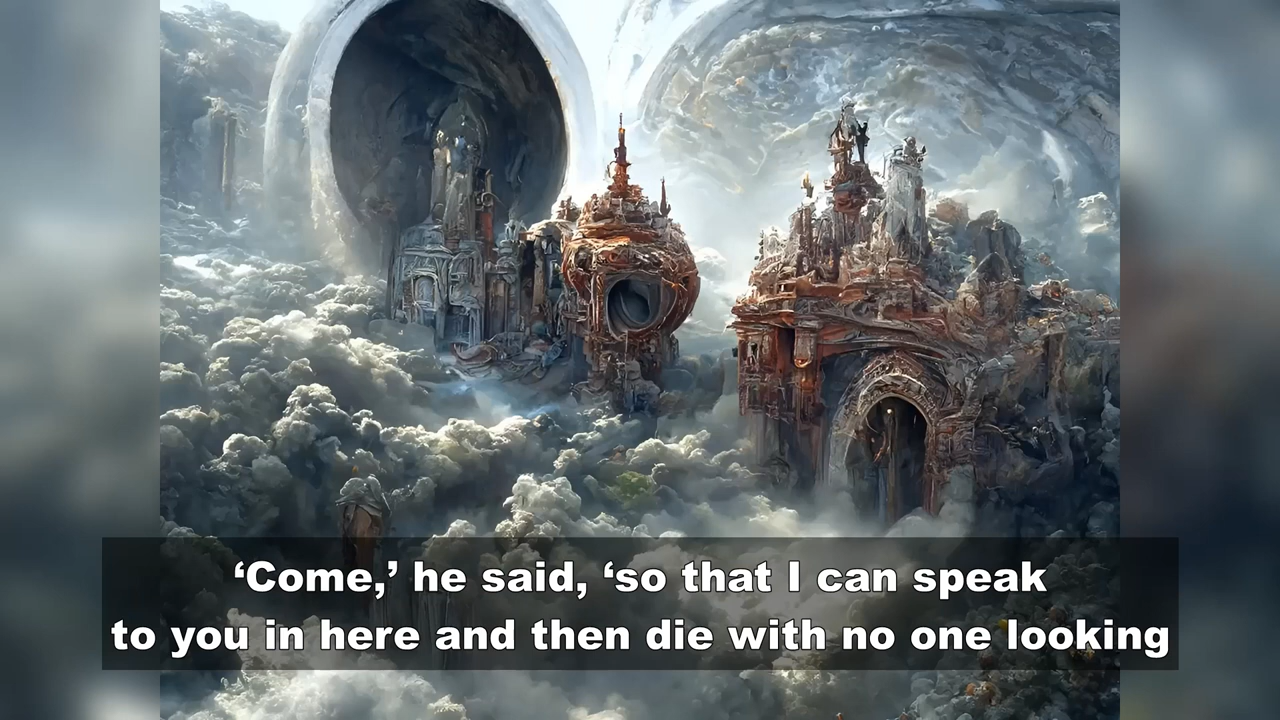 ‘Come,’ he said, ‘so that I can speak
to you in here and then die with no one looking